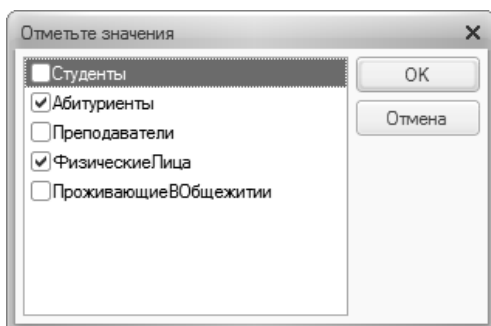 Отметьте значения
Студенты
OK
Абитуриенты
Отмена
Преподаватели
ФизическиеЛица
ПроживающиеВОбщежитии